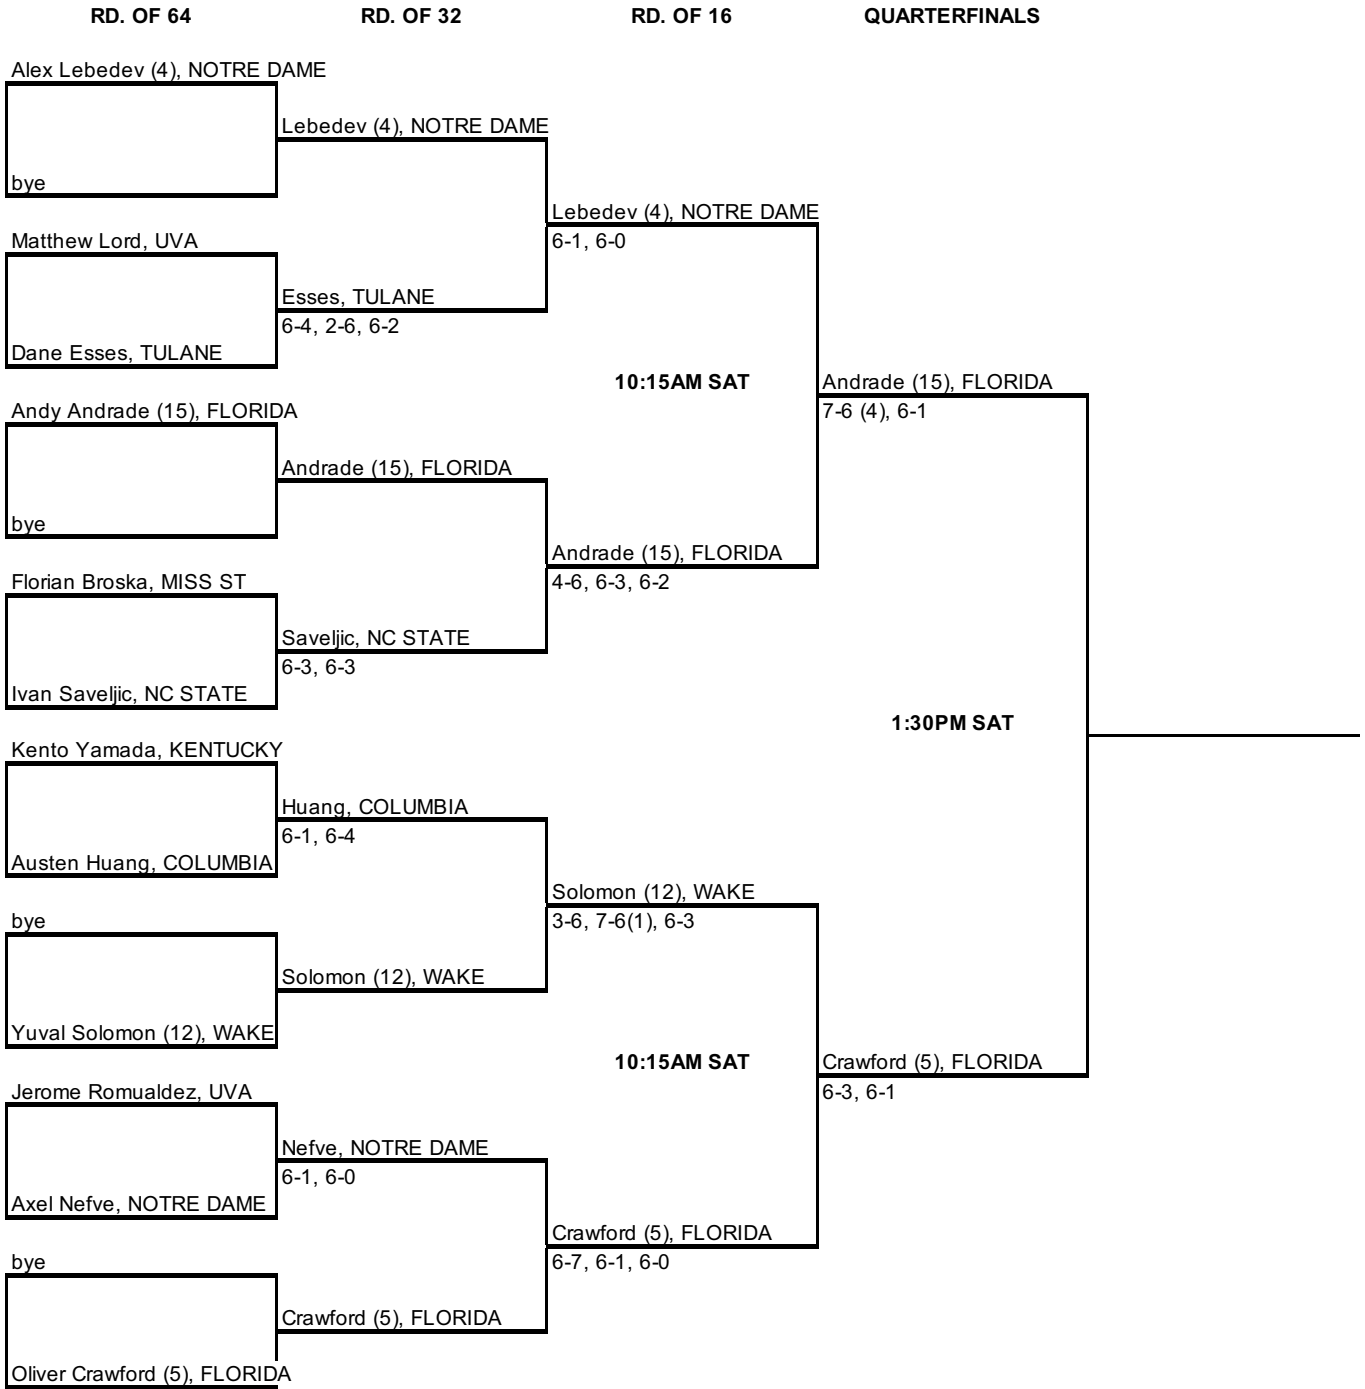 RD. OF 64 RD. OF 32 RD. OF 16 QUARTERFINALS
Alex Lebedev (4), NOTRE DAME
Lebedev (4), NOTRE DAME
bye
Lebedev (4), NOTRE DAME
Matthew Lord, UVA
6-1, 6-0
Esses, TULANE
6-4, 2-6, 6-2
Dane Esses, TULANE
10:15AM SAT
Andrade (15), FLORIDA
7-6 (4), 6-1
Andy Andrade (15), FLORIDA
Andrade (15), FLORIDA
bye
Andrade (15), FLORIDA
Florian Broska, MISS ST
4-6, 6-3, 6-2
Saveljic, NC STATE
6-3, 6-3
Ivan Saveljic, NC STATE
1:30PM SAT
Kento Yamada, KENTUCKY
Huang, COLUMBIA
6-1, 6-4
Austen Huang, COLUMBIA
Solomon (12), WAKE
bye
3-6, 7-6(1), 6-3
Solomon (12), WAKE
Yuval Solomon (12), WAKE
10:15AM SAT
Crawford (5), FLORIDA
Jerome Romualdez, UVA
6-3, 6-1
Nefve, NOTRE DAME
6-1, 6-0
Axel Nefve, NOTRE DAME
Crawford (5), FLORIDA
bye
6-7, 6-1, 6-0
Crawford (5), FLORIDA
Oliver Crawford (5), FLORIDA